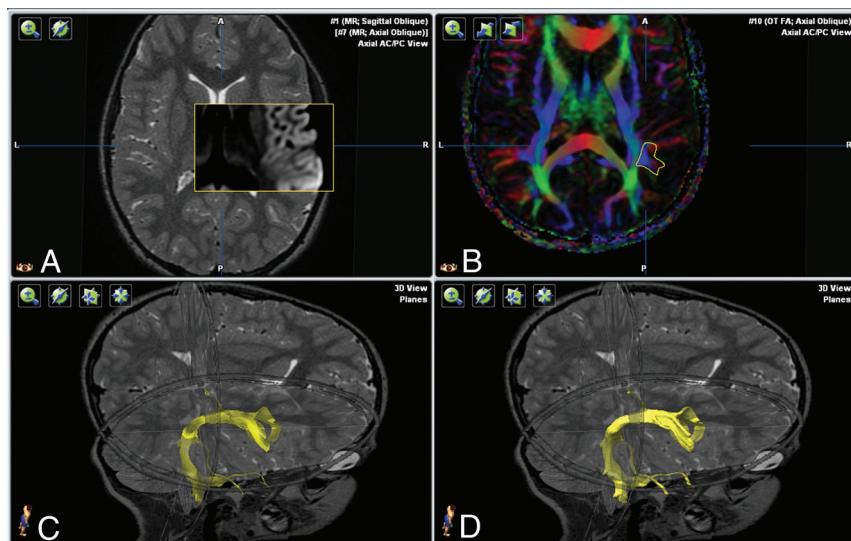 #1 (MR; Sagittal Oblique)
[#7 (MR; Axial Oblique)]
Axial AC/PC View
A
L
R
P
A
#10 (OT FA; Axial Oblique)
Axial AC/PC View
A
L
R
P
B
3D View
Planes
C
3D View
Planes
D